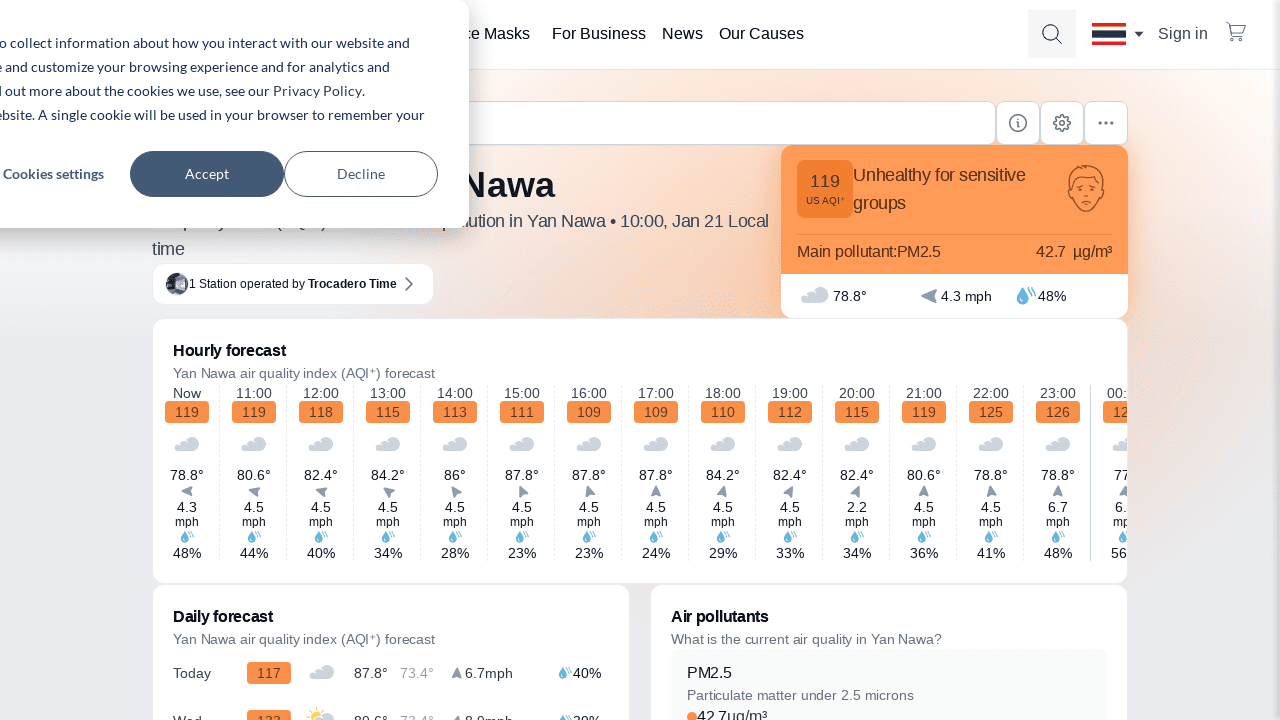 ce Masks For Business News Our Causes Sign in
to collect information about how you interact with our website and
and customize your browsing experience and for analytics and
out more about the cookies we use, see our Privacy Policy.
ebsite. A single cookie will be used in your browser to remember your
Cookies settings Accept Decline
Nawa
pollution in Yan Nawa • 10:00, Jan 21 Local
time
1 Station operated by Trocadero Time
119
US AQI⁺
Unhealthy for sensitive
groups
Main pollutant:PM2.5 42.7 µg/m³
78.8° 4.3 mph 48%
Hourly forecast
Yan Nawa air quality index (AQI⁺) forecast
Now 11:00 12:00 13:00 14:00 15:00 16:00 17:00 18:00 19:00 20:00 21:00 22:00 23:00 00:
119 119 118 115 113 111 109 109 110 112 115 119 125 126 12
78.8° 80.6° 82.4° 84.2° 86° 87.8° 87.8° 87.8° 84.2° 82.4° 82.4° 80.6° 78.8° 78.8° 77
4.3 4.5 4.5 4.5 4.5 4.5 4.5 4.5 4.5 4.5 2.2 4.5 4.5 6.7 6.
mph mph mph mph mph mph mph mph mph mph mph mph mph mph mp
48% 44% 40% 34% 28% 23% 23% 24% 29% 33% 34% 36% 41% 48% 56
Daily forecast
Yan Nawa air quality index (AQI⁺) forecast
Today 117 87.8° 73.4° 6.7mph 40%
Wed 133 89.6° 73.4° 8.9mph 39%
Air pollutants
What is the current air quality in Yan Nawa?
PM2.5
Particulate matter under 2.5 microns
42.7µg/m³